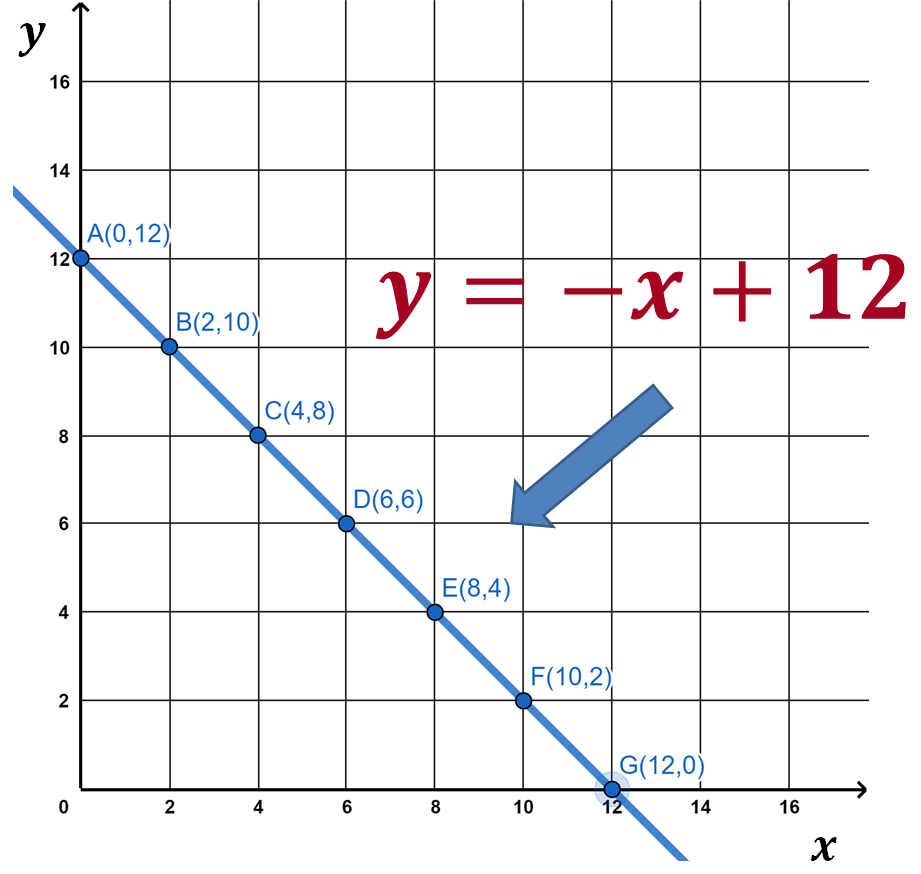 y
16
14
A(0,12)
12
y = −x + 12
B(2,10)
10
C(4,8)
8
D(6,6)
6
E(8,4)
4
F(10,2)
2
G(12,0)
0 2 4 6 8 10 12 14 16
x